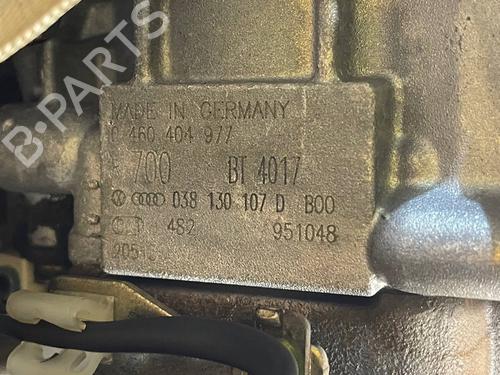 B-PARTS
MADE IN GERMANY
0 460 404 977
700 BT 4017
038 130 107 D B00
482 951048